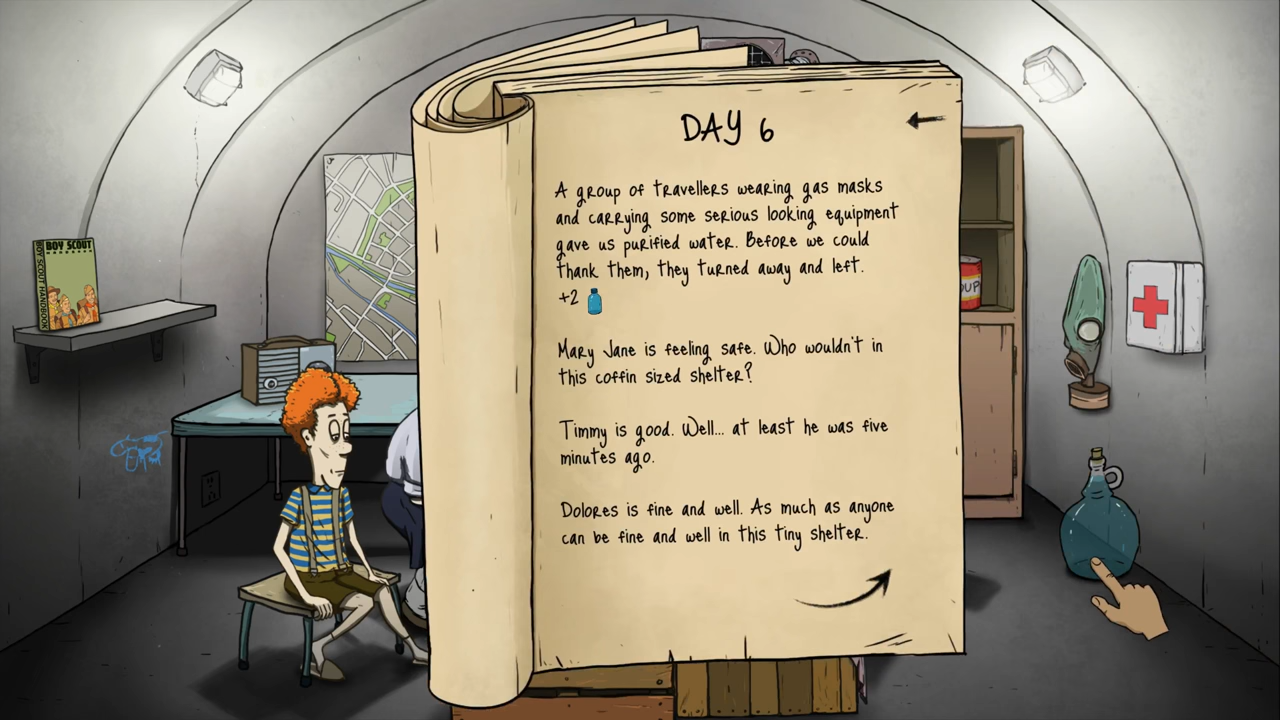 DAY 6
A group of travellers wearing gas masks
and carrying some serious looking equipment
gave us purified water. Before we could
thank them, they turned away and left.
+2
Mary Jane is feeling safe. Who wouldn't in
this coffin sized shelter?
Timmy is good. Well... at least he was five
minutes ago.
Dolores is fine and well. As much as anyone
can be fine and well in this tiny shelter.
BOY SCOUT
BOY SCOUT HANDBOOK
OUP